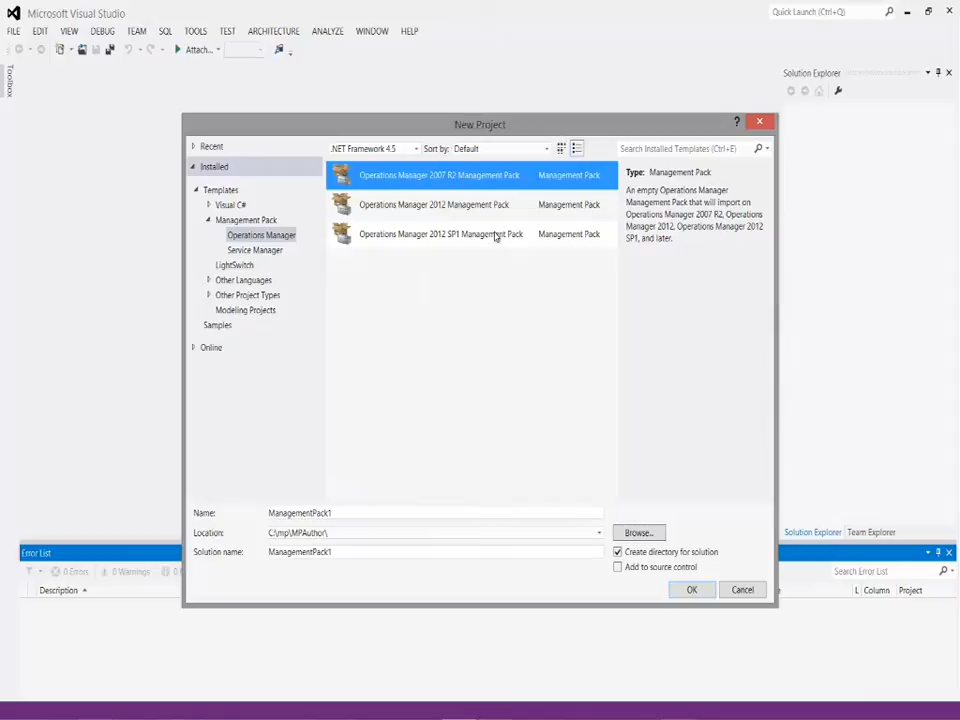 Microsoft Visual Studio
Quick Launch (Ctrl+Q)
FILE EDIT VIEW DEBUG TEAM SQL TOOLS TEST ARCHITECTURE ANALYZE WINDOW HELP
Attach...
Toolbox
Solution Explorer
New Project
?
Recent
.NET Framework 4.5
Sort by: Default
Search Installed Templates (Ctrl+E)
Installed
Templates
Visual C#
Management Pack
Operations Manager
Service Manager
LightSwitch
Other Languages
Other Project Types
Modeling Projects
Samples
Online
Operations Manager 2007 R2 Management Pack Management Pack
Operations Manager 2012 Management Pack Management Pack
Operations Manager 2012 SP1 Management Pack Management Pack
Type: Management Pack
An empty Operations Manager
Management Pack that will import on
Operations Manager 2007 R2, Operations
Manager 2012, Operations Manager 2012
SP1, and later.
Name: ManagementPack1
Location: C:\mp\MPAuthor\
Browse...
Solution name: ManagementPack1
Create directory for solution
Add to source control
OK Cancel
Solution Explorer Team Explorer
Error List
0 Errors 0 Warnings 0
Search Error List
Description
L Column Project